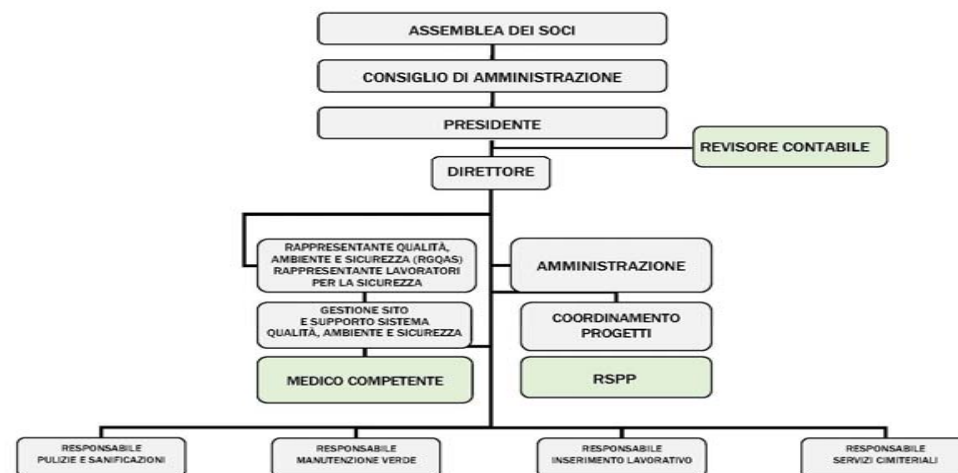 ASSEMBLEA DEI SOCI
CONSIGLIO DI AMMINISTRAZIONE
PRESIDENTE
REVISORE CONTABILE
DIRETTORE
RAPPRESENTANTE QUALITÀ,
AMBIENTE E SICUREZZA (RGQAS)
RAPPRESENTANTE LAVORATORI
PER LA SICUREZZA
AMMINISTRAZIONE
GESTIONE SITO
E SUPPORTO SISTEMA
QUALITÀ, AMBIENTE E SICUREZZA
COORDINAMENTO
PROGETTI
MEDICO COMPETENTE
RSPP
RESPONSABILE
PULIZIE E SANIFICAZIONI
RESPONSABILE
MANUTENZIONE VERDE
RESPONSABILE
INSERIMENTO LAVORATIVO
RESPONSABILE
SERVIZI CIMITERIALI